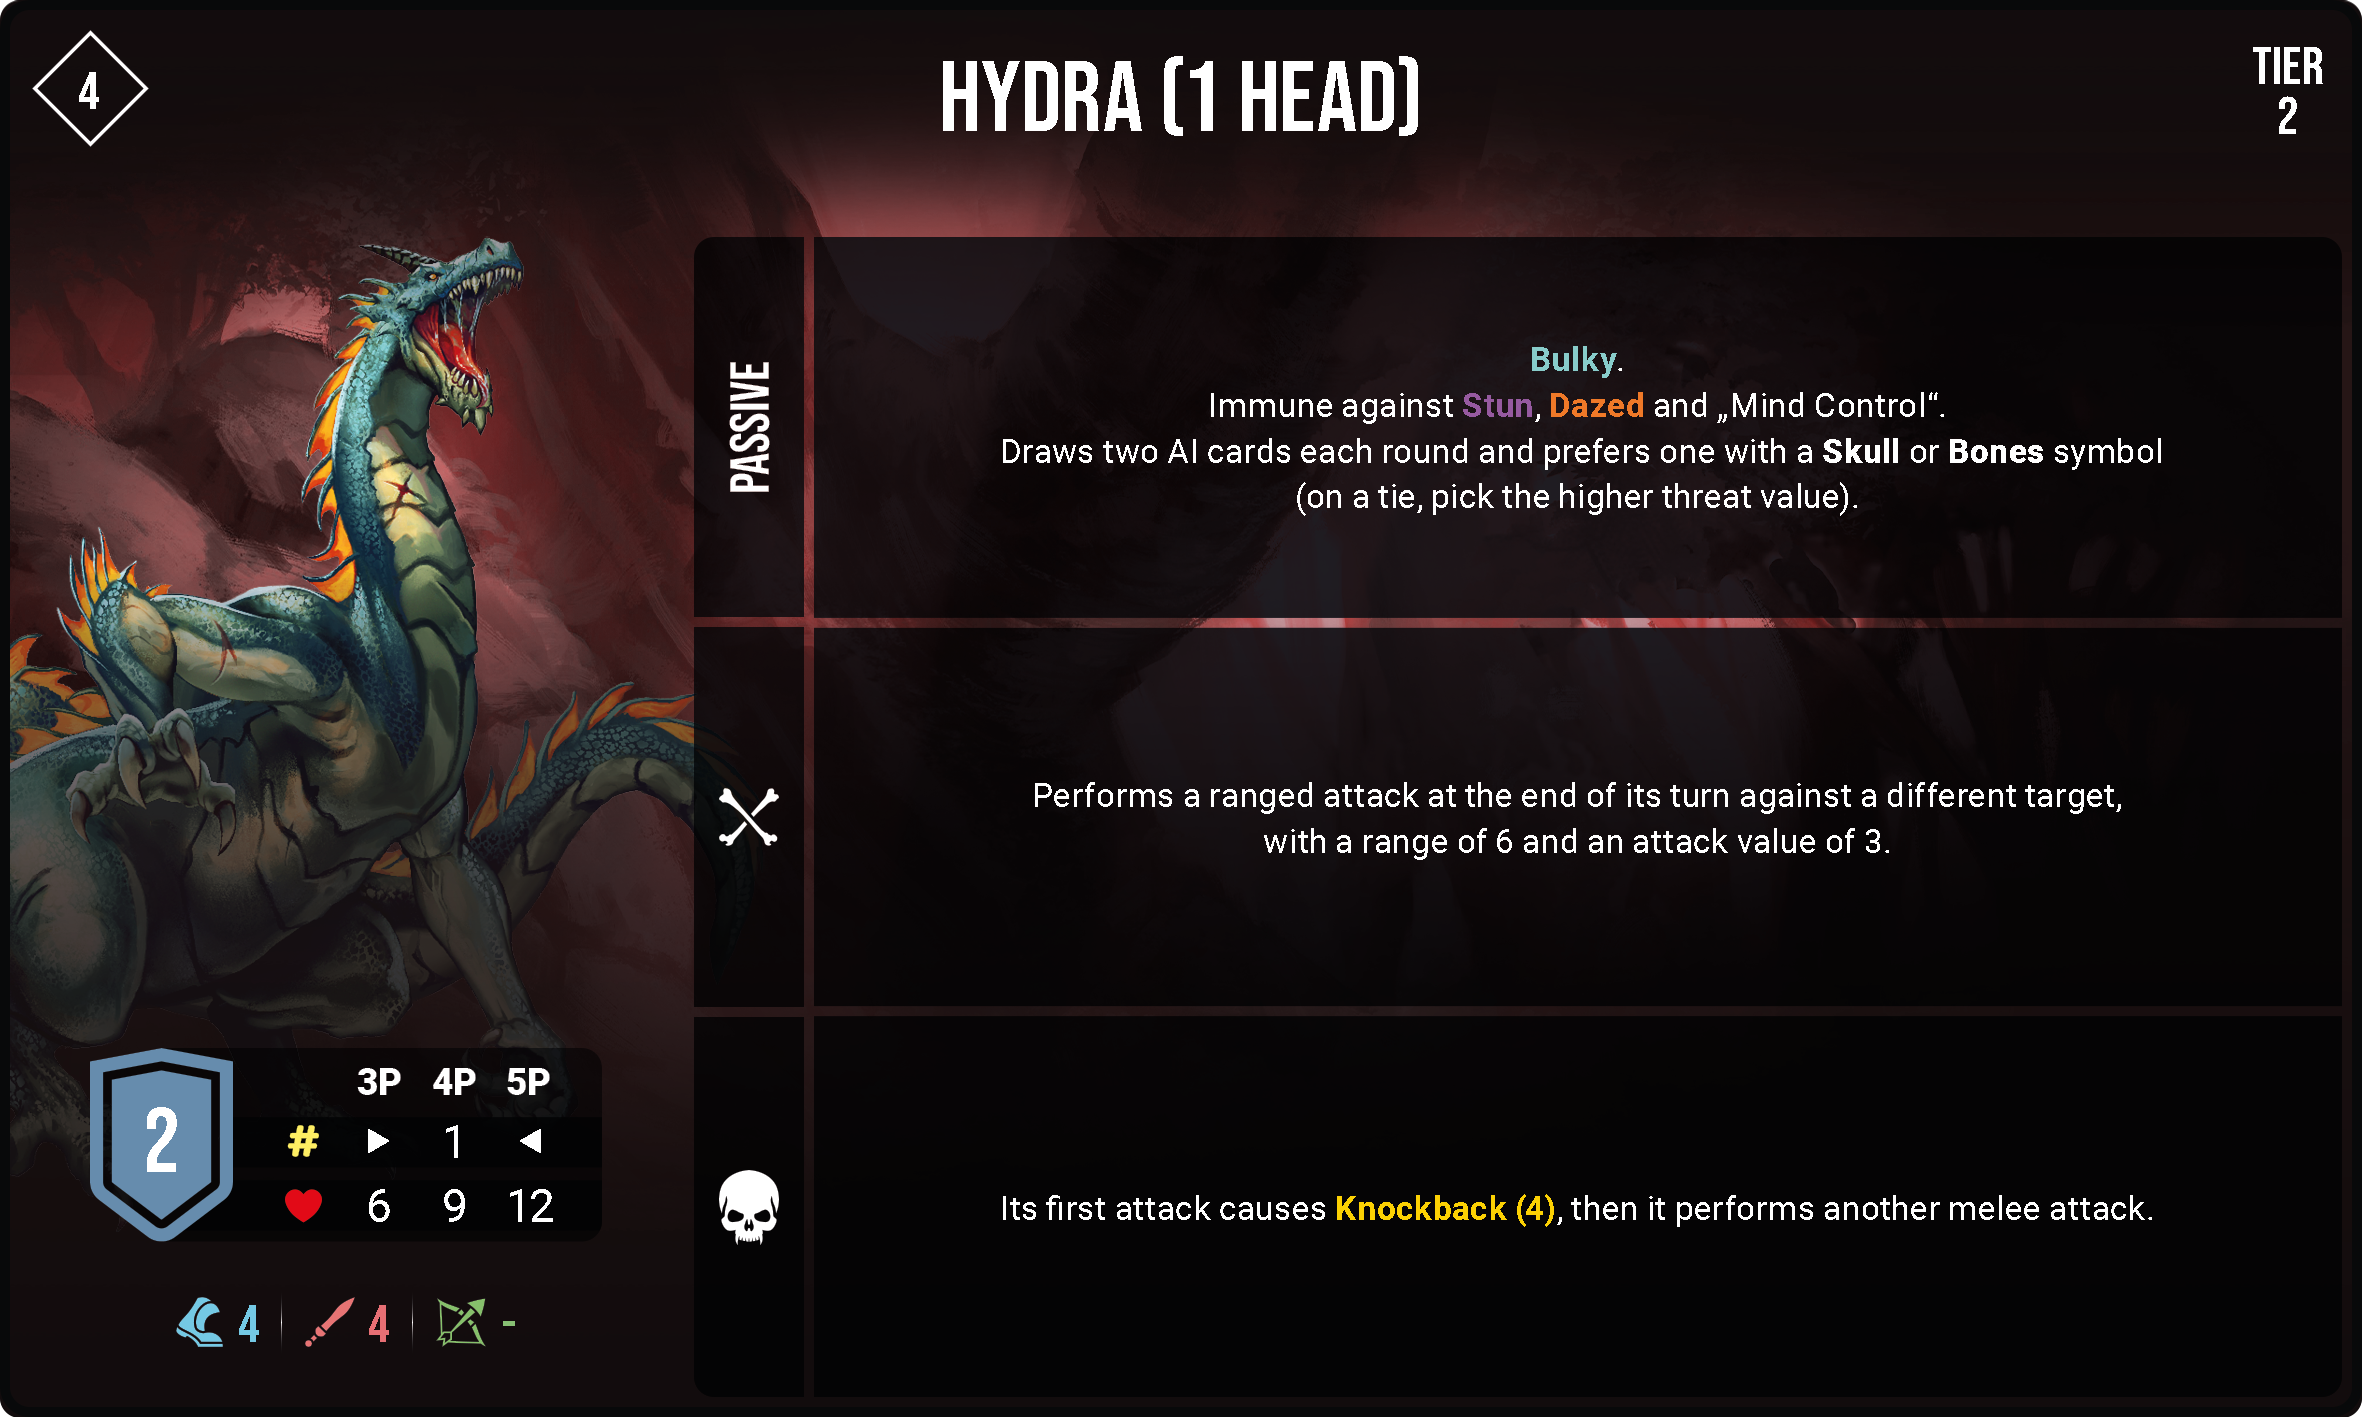 4
HYDRA (1 HEAD)
TIER
2
PASSIVE
Bulky.
Immune against Stun, Dazed and „Mind Control“.
Draws two AI cards each round and prefers one with a Skull or Bones symbol
(on a tie, pick the higher threat value).
Performs a ranged attack at the end of its turn against a different target,
with a range of 6 and an attack value of 3.
Its first attack causes Knockback (4), then it performs another melee attack.
2
3P 4P 5P
# ▶ 1 ◀
6 9 12
4 4 -